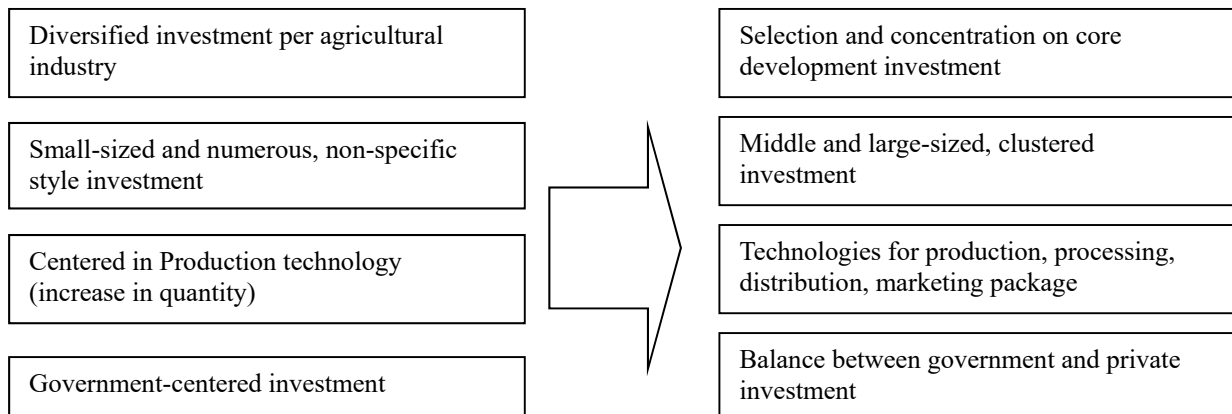 Diversified investment per agricultural
industry
Small-sized and numerous, non-specific
style investment
Centered in Production technology
(increase in quantity)
Government-centered investment
Selection and concentration on core
development investment
Middle and large-sized, clustered
investment
Technologies for production, processing,
distribution, marketing package
Balance between government and private
investment